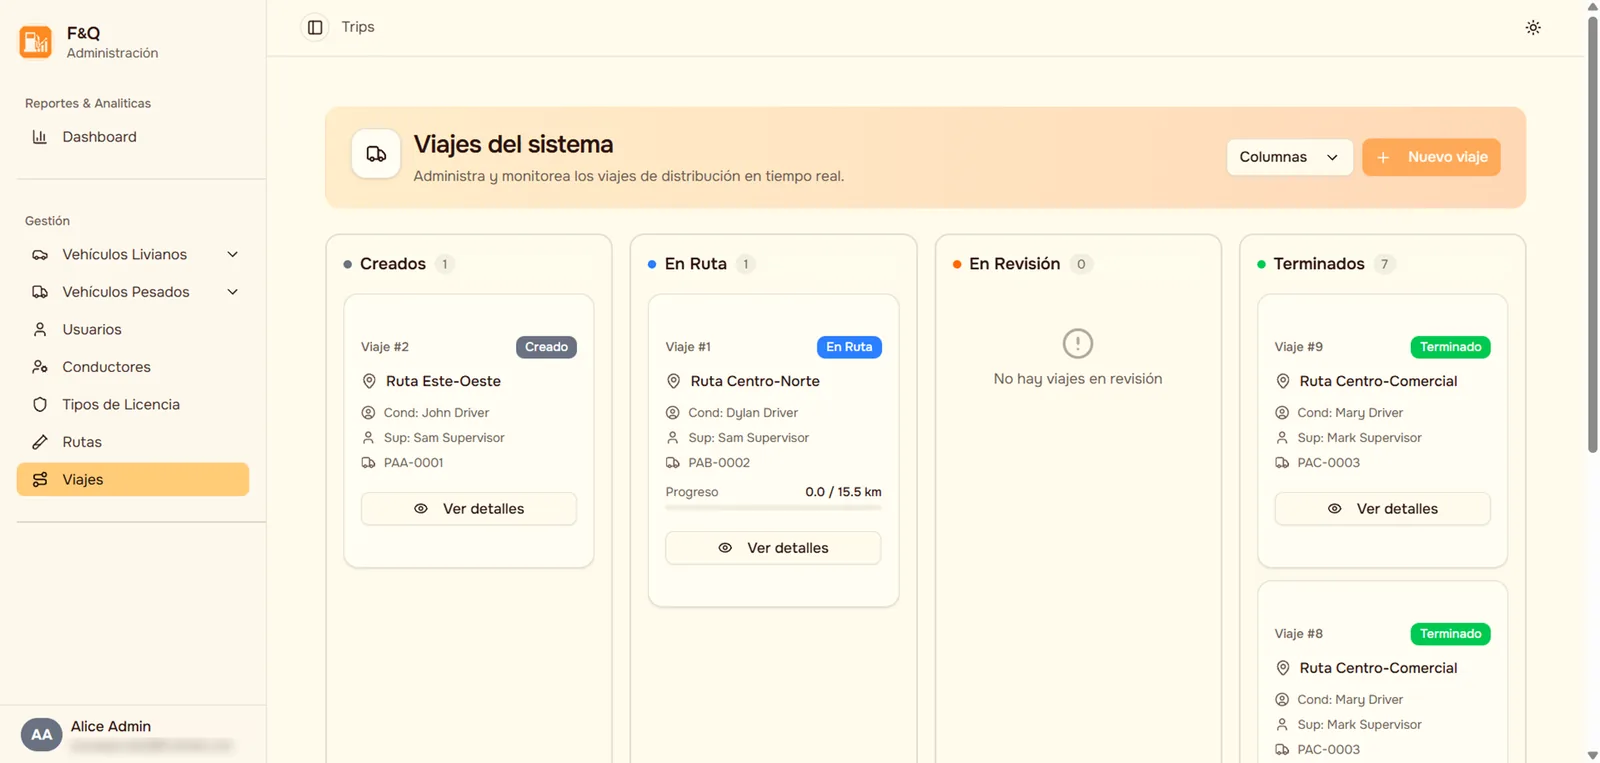 F&Q
Administración
Reportes & Analiticas
Dashboard
Gestión
Vehículos Livianos
Vehículos Pesados
Usuarios
Conductores
Tipos de Licencia
Rutas
Viajes
AA
Alice Admin
Trips
Viajes del sistema
Administra y monitorea los viajes de distribución en tiempo real.
Columnas
+ Nuevo viaje
Creados 1
Viaje #2 Creado
Ruta Este-Oeste
Cond: John Driver
Sup: Sam Supervisor
PAA-0001
Ver detalles
En Ruta 1
Viaje #1 En Ruta
Ruta Centro-Norte
Cond: Dylan Driver
Sup: Sam Supervisor
PAB-0002
Progreso 0.0 / 15.5 km
Ver detalles
En Revisión 0
No hay viajes en revisión
Terminados 7
Viaje #9 Terminado
Ruta Centro-Comercial
Cond: Mary Driver
Sup: Mark Supervisor
PAC-0003
Ver detalles
Viaje #8 Terminado
Ruta Centro-Comercial
Cond: Mary Driver
Sup: Mark Supervisor
PAC-0003